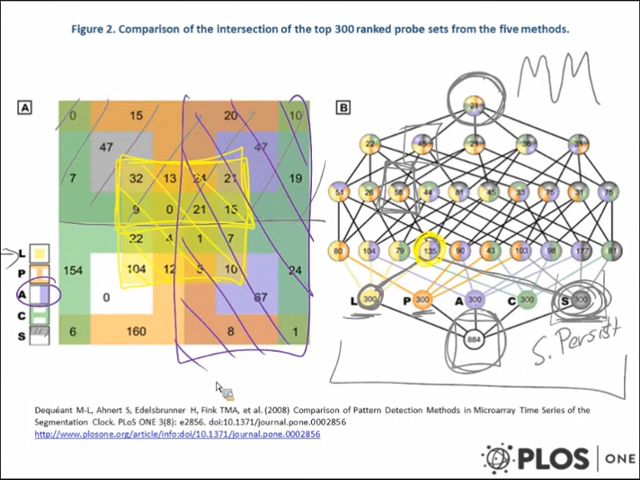 Figure 2. Comparison of the intersection of the top 300 ranked probe sets from the five methods.
MM
A
B
0 15 20 10
47 47
7 32 13 24 21 19
9 0 21 15
22 4 1 7
154 104 12 3 10 24
0 67
6 160 8 1
L
P
A
C
S
22 31
51 26 58 44 61 45 33 75 31 75
80 104 79 135 90 43 103 98 177 81
L 300 P 300 A 300 C 300 S 300
884
S. Persist
Dequéant M-L, Ahnert S, Edelsbrunner H, Fink TMA, et al. (2008) Comparison of Pattern Detection Methods in Microarray Time Series of the
Segmentation Clock. PLoS ONE 3(8): e2856. doi:10.1371/journal.pone.0002856
http://www.plosone.org/article/info:doi/10.1371/journal.pone.0002856
PLOS ONE